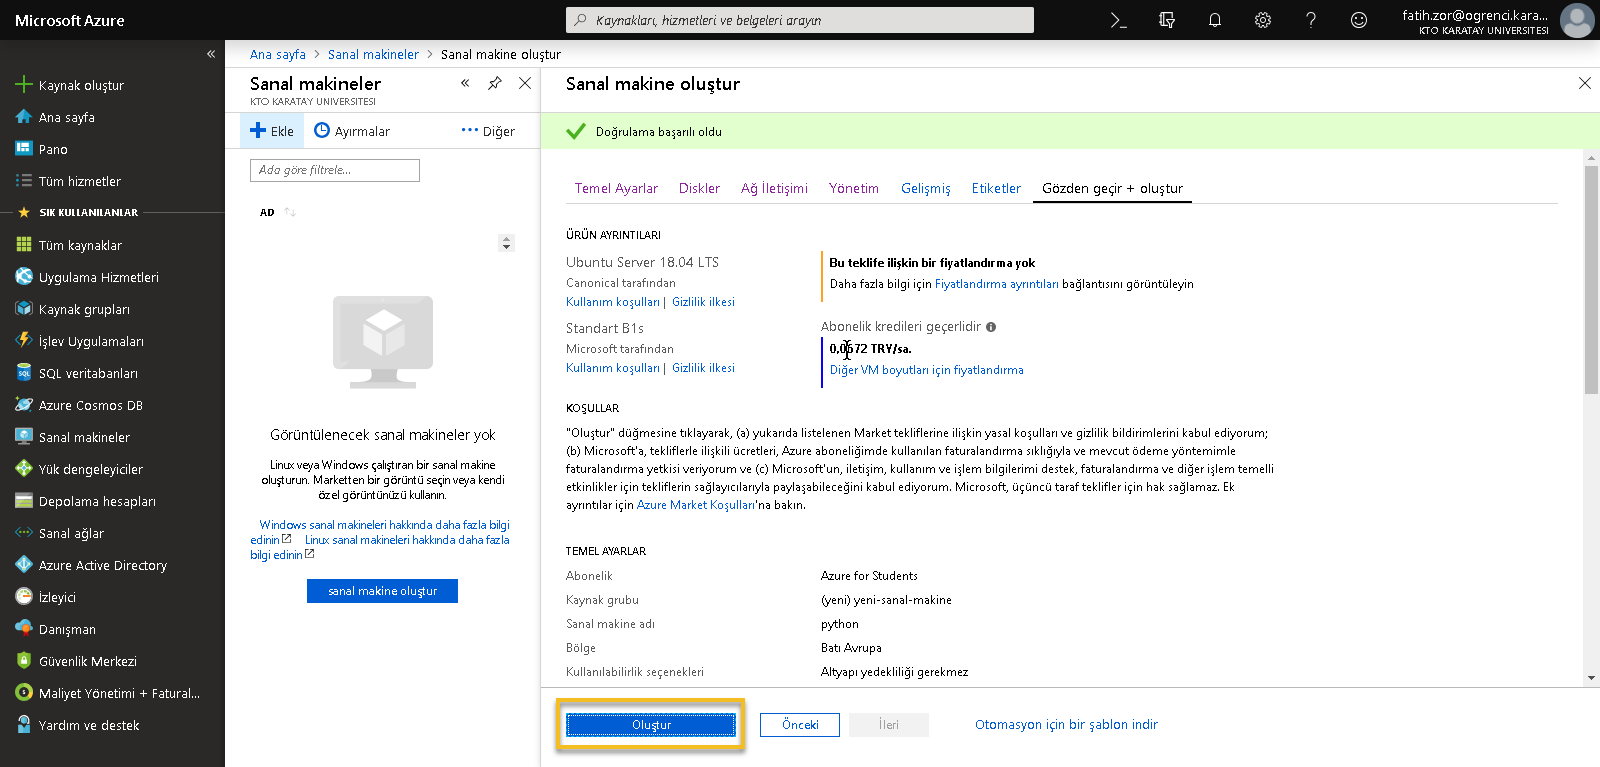 Microsoft Azure
Kaynakları, hizmetleri ve belgeleri arayın
fatih.zor@ogrenci.kara...
KTO KARATAY UNIVERSITESI
Kaynak oluştur
Ana sayfa
Pano
Tüm hizmetler
SIK KULLANILANLAR
Tüm kaynaklar
Uygulama Hizmetleri
Kaynak grupları
İşlev Uygulamaları
SQL veritabanları
Azure Cosmos DB
Sanal makineler
Yük dengeleyiciler
Depolama hesapları
Sanal ağlar
Azure Active Directory
İzleyici
Danışman
Güvenlik Merkezi
Maliyet Yönetimi + Fatural...
Yardım ve destek
Ana sayfa > Sanal makineler > Sanal makine oluştur
Sanal makineler
KTO KARATAY UNIVERSITESI
Ekle
Ayırmalar
Diğer
Ada göre filtrele...
AD
Görüntülenecek sanal makineler yok
Linux veya Windows çalıştıran bir sanal makine
oluşturun. Marketten bir görüntü seçin veya kendi
özel görüntünüzü kullanın.
Windows sanal makineleri hakkında daha fazla bilgi
edinin Linux sanal makineleri hakkında daha fazla
bilgi edinin
sanal makine oluştur
Sanal makine oluştur
Doğrulama başarılı oldu
Temel Ayarlar Diskler Ağ İletişimi Yönetim Gelişmiş Etiketler Gözden geçir + oluştur
ÜRÜN AYRINTILARI
Ubuntu Server 18.04 LTS
Canonical tarafından
Kullanım koşulları | Gizlilik ilkesi
Bu teklife ilişkin bir fiyatlandırma yok
Daha fazla bilgi için Fiyatlandırma ayrıntıları bağlantısını görüntüleyin
Standart B1s
Microsoft tarafından
Kullanım koşulları | Gizlilik ilkesi
Abonelik kredileri geçerlidir
0,0672 TRY/sa.
Diğer VM boyutları için fiyatlandırma
KOŞULLAR
"Oluştur" düğmesine tıklayarak, (a) yukarıda listelenen Market tekliflerine ilişkin yasal koşulları ve gizlilik bildirimlerini kabul ediyorum;
(b) Microsoft'a, tekliflerle ilişkili ücretleri, Azure aboneliğimde kullanılan faturalandırma sıklığıyla ve mevcut ödeme yöntemimle
faturalandırma yetkisi veriyorum ve (c) Microsoft'un, iletişim, kullanım ve işlem bilgilerimi destek, faturalandırma ve diğer işlem temelli
etkinlikler için tekliflerin sağlayıcılarıyla paylaşabileceğini kabul ediyorum. Microsoft, üçüncü taraf teklifler için hak sağlamaz. Ek
ayrıntılar için Azure Market Koşulları'na bakın.
TEMEL AYARLAR
Abonelik Azure for Students
Kaynak grubu (yeni) yeni-sanal-makine
Sanal makine adı python
Bölge Batı Avrupa
Kullanılabilirlik seçenekleri Altyapı yedekliliği gerekmez
Oluştur
Önceki
İleri
Otomasyon için bir şablon indir